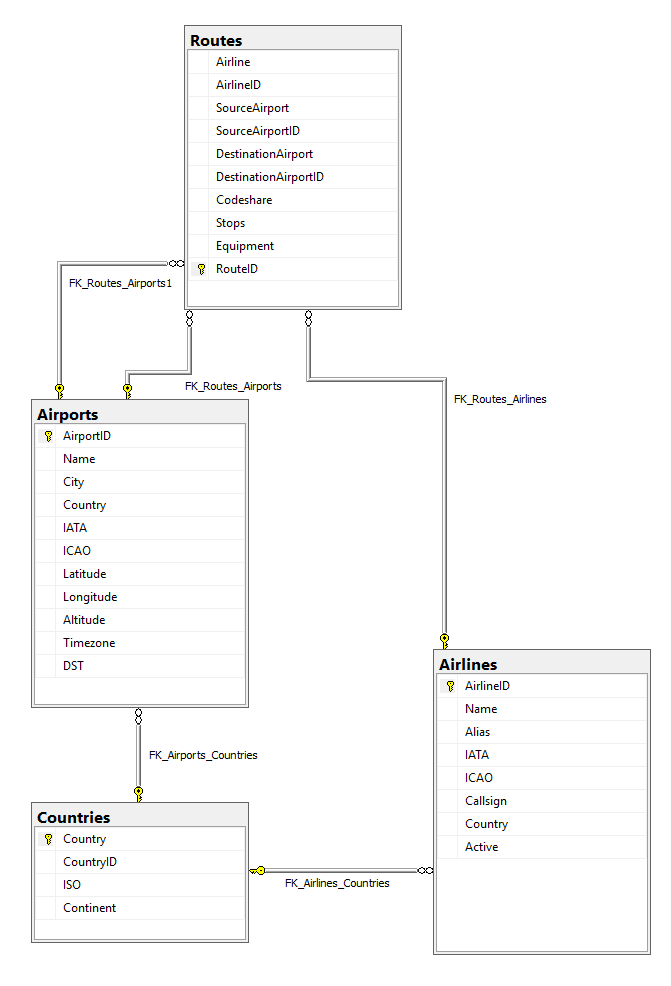 Routes
Airline
AirlineID
SourceAirport
SourceAirportID
DestinationAirport
DestinationAirportID
Codeshare
Stops
Equipment
RouteID
FK_Routes_Airports1
FK_Routes_Airports
FK_Routes_Airlines
Airports
AirportID
Name
City
Country
IATA
ICAO
Latitude
Longitude
Altitude
Timezone
DST
Airlines
AirlineID
Name
Alias
IATA
ICAO
Callsign
Country
Active
FK_Airports_Countries
Countries
Country
CountryID
ISO
Continent
FK_Airlines_Countries